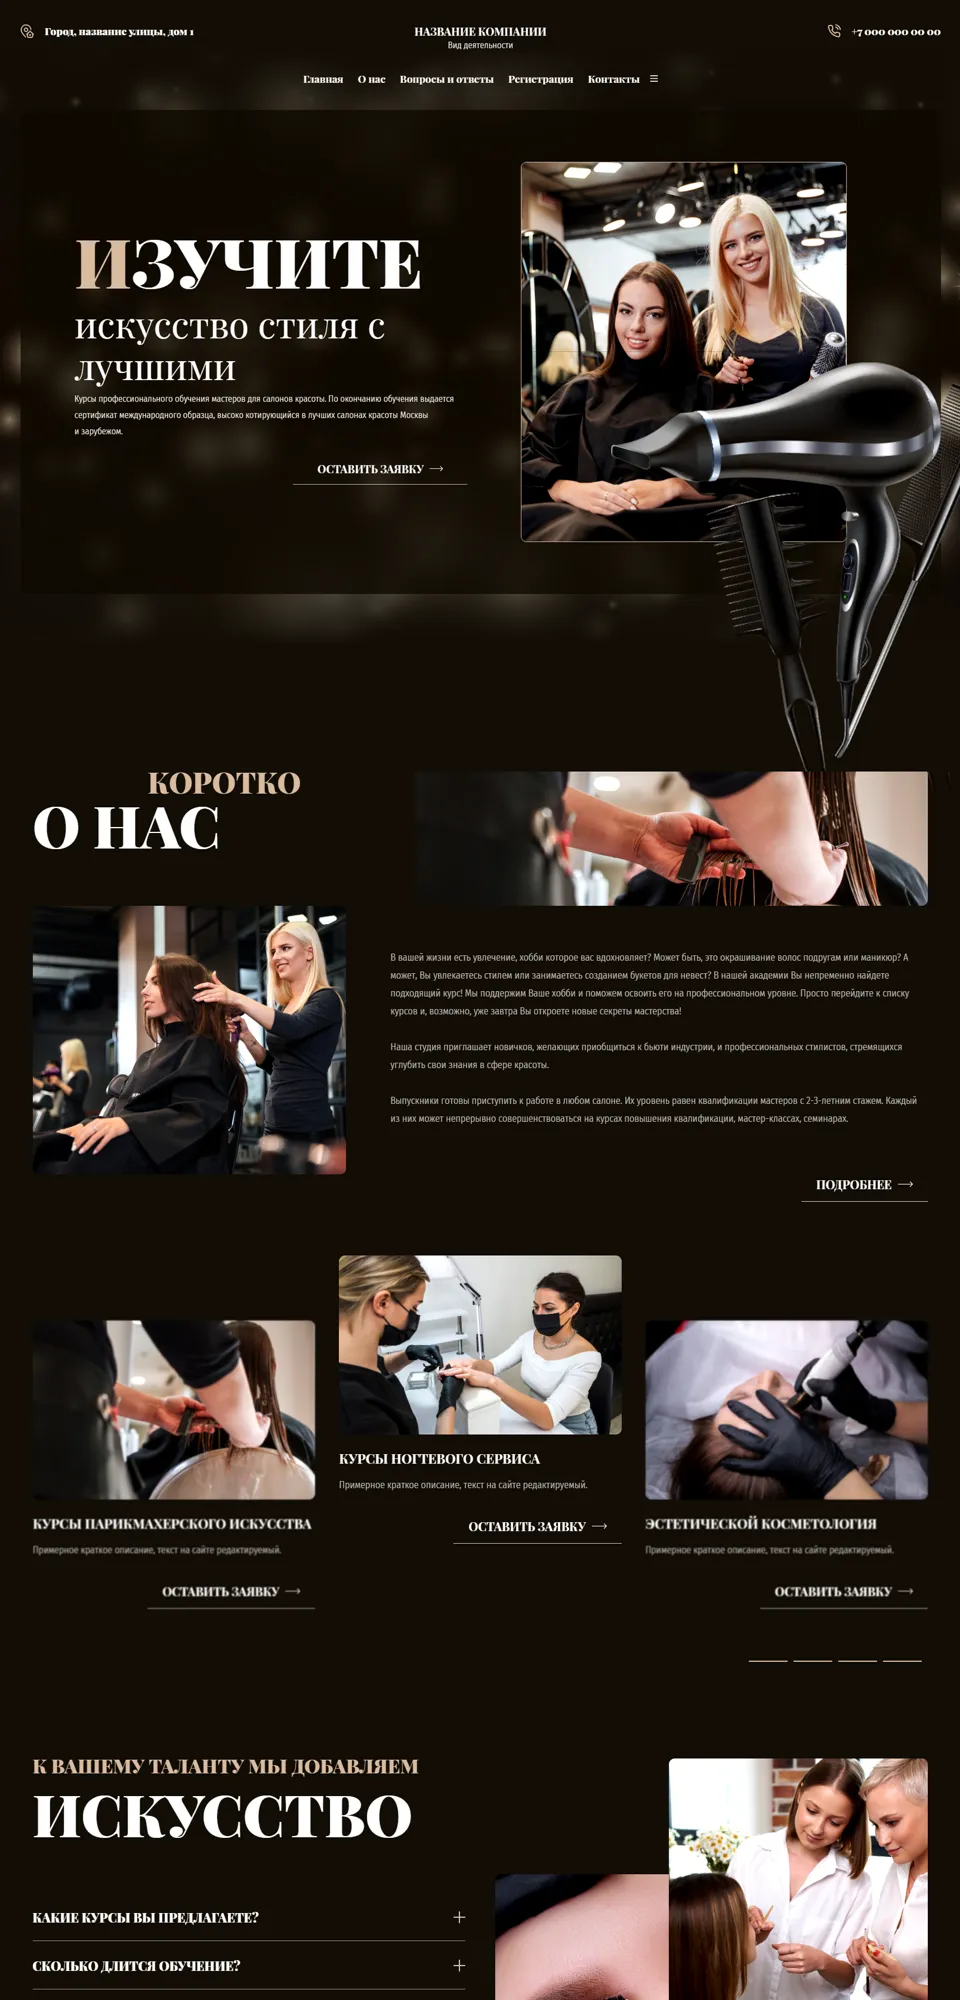 Город, название улицы, дом 1
НАЗВАНИЕ КОМПАНИИ
Вид деятельности
+7 000 000 00 00
Главная О нас Вопросы и ответы Регистрация Контакты
ИЗУЧИТЕ
искусство стиля с
лучшими
Курсы профессионального обучения мастеров для салонов красоты. По окончанию обучения выдается
сертификат международного образца, высоко котирующийся в лучших салонах красоты Москвы
и зарубежом.
ОСТАВИТЬ ЗАЯВКУ
КОРОТКО
О НАС
В вашей жизни есть увлечение, хобби которое вас вдохновляет? Может быть, это окрашивание волос подругам или маникюр? А
может, Вы увлекаетесь стилем или занимаетесь созданием букетов для невест? В нашей академии Вы непременно найдете
подходящий курс! Мы поддержим Ваше хобби и поможем освоить его на профессиональном уровне. Просто перейдите к списку
курсов и, возможно, уже завтра Вы откроете новые секреты мастерства!
Наша студия приглашает новичков, желающих приобщиться к бьюти индустрии, и профессиональных стилистов, стремящихся
углубить свои знания в сфере красоты.
Выпускники готовы приступить к работе в любом салоне. Их уровень равен квалификации мастеров с 2-3-летним стажем. Каждый
из них может непрерывно совершенствоваться на курсах повышения квалификации, мастер-классах, семинарах.
ПОДРОБНЕЕ
КУРСЫ ПАРИКМАХЕРСКОГО ИСКУССТВА
Примерное краткое описание, текст на сайте редактируемый.
ОСТАВИТЬ ЗАЯВКУ
КУРСЫ НОГТЕВОГО СЕРВИСА
Примерное краткое описание, текст на сайте редактируемый.
ОСТАВИТЬ ЗАЯВКУ
ЭСТЕТИЧЕСКОЙ КОСМЕТОЛОГИЯ
Примерное краткое описание, текст на сайте редактируемый.
ОСТАВИТЬ ЗАЯВКУ
К ВАШЕМУ ТАЛАНТУ МЫ ДОБАВЛЯЕМ
ИСКУССТВО
КАКИЕ КУРСЫ ВЫ ПРЕДЛАГАЕТЕ?
СКОЛЬКО ДЛИТСЯ ОБУЧЕНИЕ?